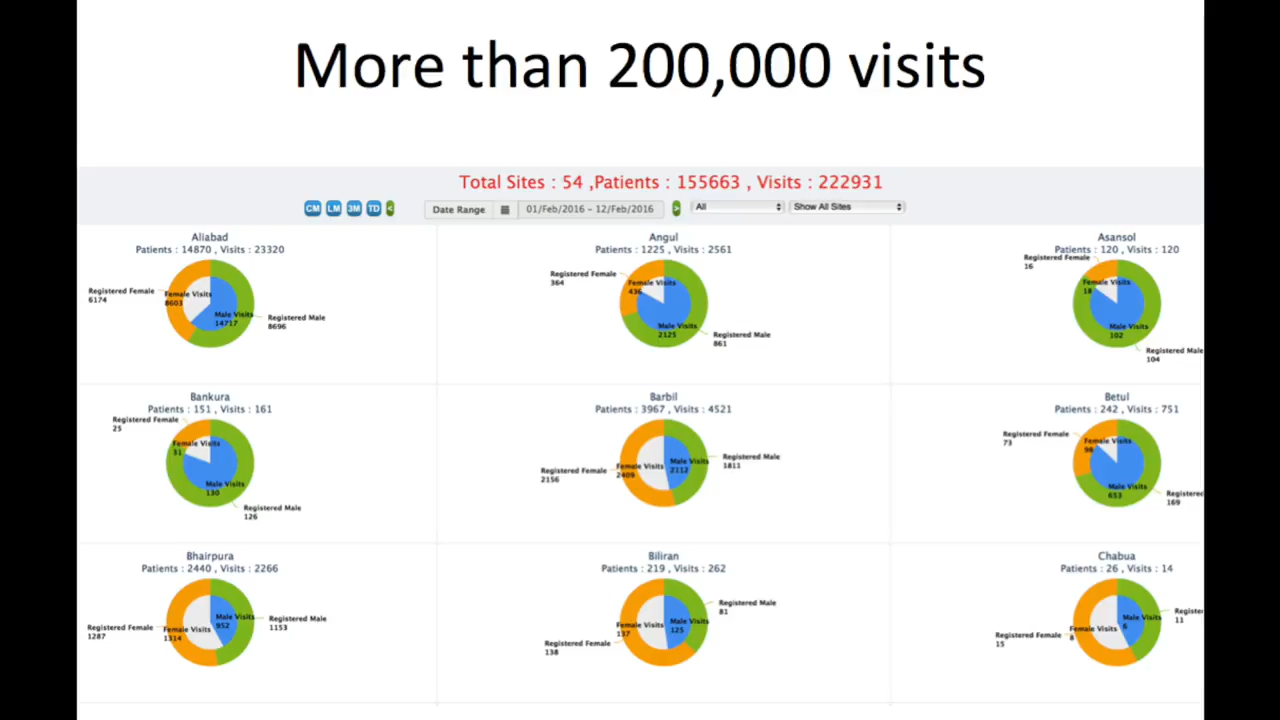 More than 200,000 visits
Total Sites : 54 ,Patients : 155663 , Visits : 222931
CM LM 3M TD < Date Range 01/Feb/2016 - 12/Feb/2016 > All Show All Sites
Aliabad
Patients : 14870 , Visits : 23320
Registered Female
6174
Female Visits
8603
Male Visits
14717
Registered Male
8696
Angul
Patients : 1225 , Visits : 2561
Registered Female
364
Female Visits
436
Male Visits
2125
Registered Male
861
Asansol
Patients : 120 , Visits : 120
Registered Female
16
Female Visits
18
Male Visits
102
Registered Male
104
Bankura
Patients : 151 , Visits : 161
Registered Female
25
Female Visits
31
Male Visits
130
Registered Male
126
Barbil
Patients : 3967 , Visits : 4521
Registered Female
2156
Female Visits
2409
Male Visits
2112
Registered Male
1811
Betul
Patients : 242 , Visits : 751
Registered Female
73
Female Visits
98
Male Visits
653
Registered
169
Bhairpura
Patients : 2440 , Visits : 2266
Registered Female
1287
Female Visits
1314
Male Visits
952
Registered Male
1153
Biliran
Patients : 219 , Visits : 262
Registered Female
138
Female Visits
137
Male Visits
125
Registered Male
81
Chabua
Patients : 26 , Visits : 14
Registered Female
15
Female Visits
8
Male Visits
6
Register
11